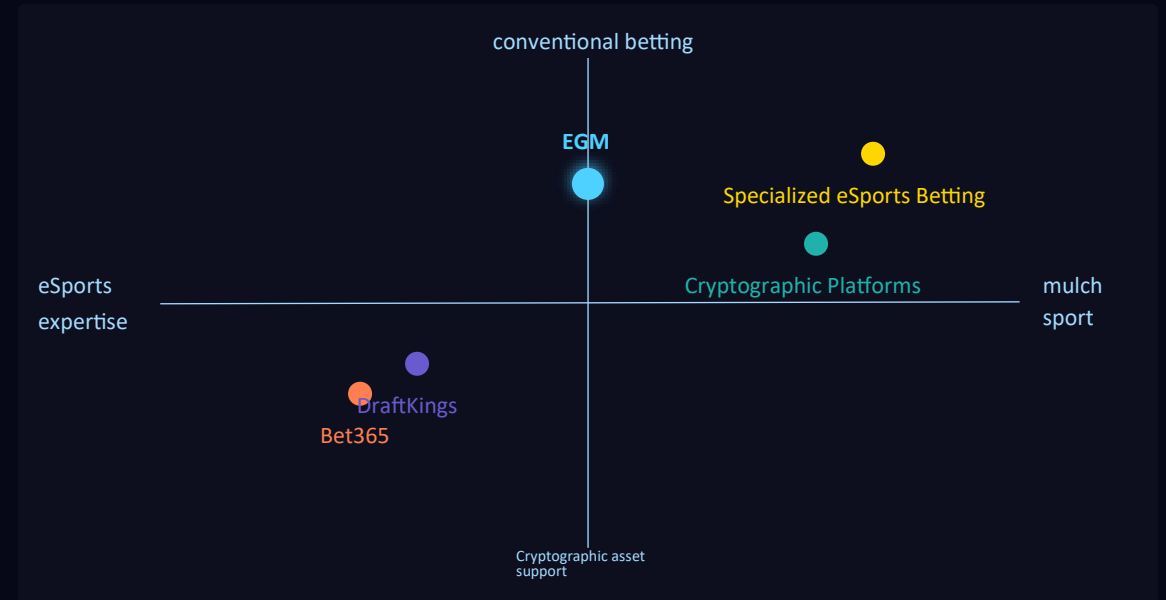 conventional betting
EGM
Specialized eSports Betting
eSports
expertise
Cryptographic Platforms
mulch
sport
DraftKings
Bet365
Cryptographic asset
support